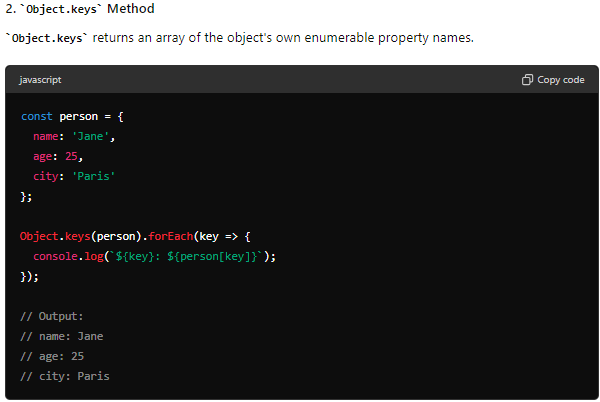 2. `Object.keys` Method
`Object.keys` returns an array of the object's own enumerable property names.
javascript
Copy code
const person = {
  name: 'Jane',
  age: 25,
  city: 'Paris'
};
Object.keys(person).forEach(key => {
  console.log(`${key}: ${person[key]}`);
});
// Output:
// name: Jane
// age: 25
// city: Paris